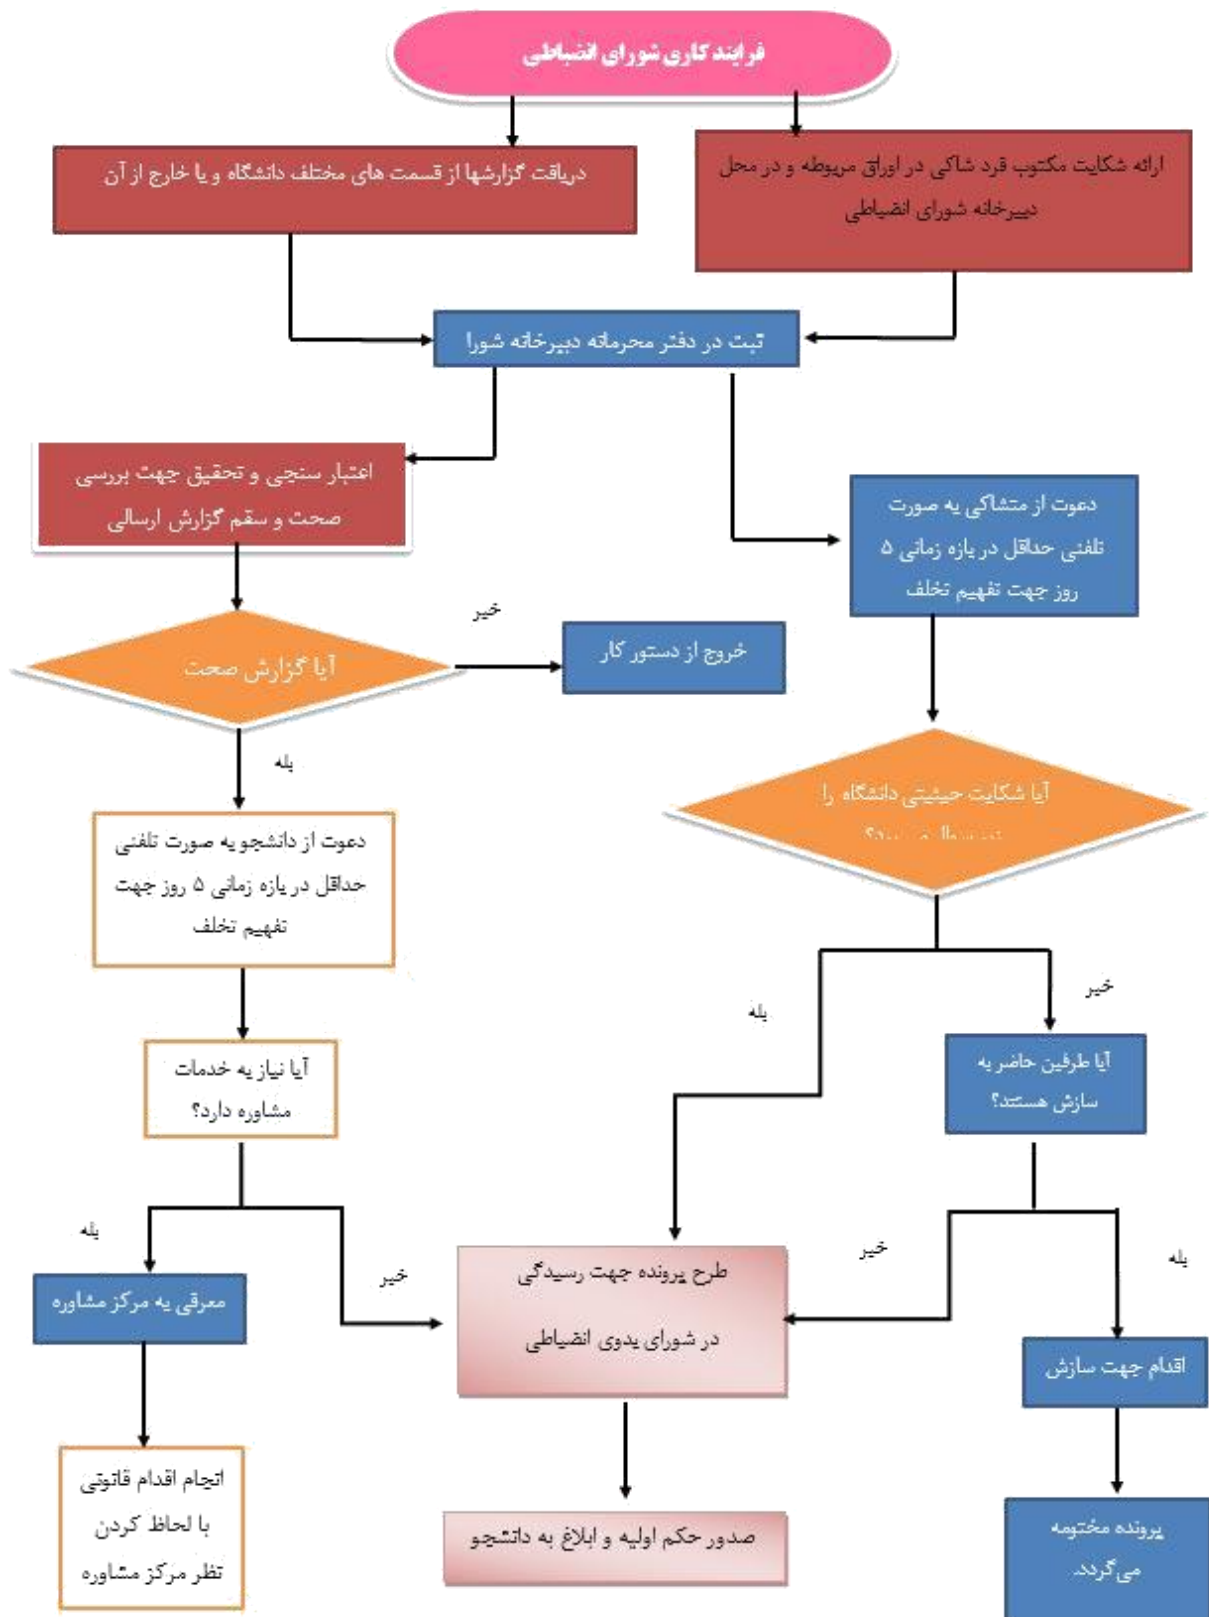 فرایند کاری شورای انضباطی
ارائه شکایت مکتوب فرد شاکی در اوراق مربوطه و در محل
دبیرخانه شورای انضباطی
دریافت گزارشها از قسمت های مختلف دانشگاه و یا خارج از آن
ثبت در دفتر محرمانه دبیرخانه شورا
اعتبار سنجی و تحقیق جهت بررسی
صحت و سقم گزارش ارسالی
دعوت از متشاکی به صورت
تلفنی حداقل در بازه زمانی ۵
روز جهت تفهیم تخلف
خیر
آیا گزارش صحت
خروج از دستور کار
بله
آیا شکایت حیثیتی دانشگاه را
دعوت از دانشجو به صورت تلفنی
حداقل در بازه زمانی ۵ روز جهت
تفهیم تخلف
خیر
بله
آیا نیاز به خدمات
مشاوره دارد؟
آیا طرفین حاضر به
سازش هستند؟
بله
خیر
خیر
بله
معرفی به مرکز مشاوره
طرح پرونده جهت رسیدگی
در شورای بدوی انضباطی
اقدام جهت سازش
انجام اقدام قانونی
با لحاظ کردن
نظر مرکز مشاوره
صدور حکم اولیه و ابلاغ به دانشجو
پرونده مختومه
می‌گردد.